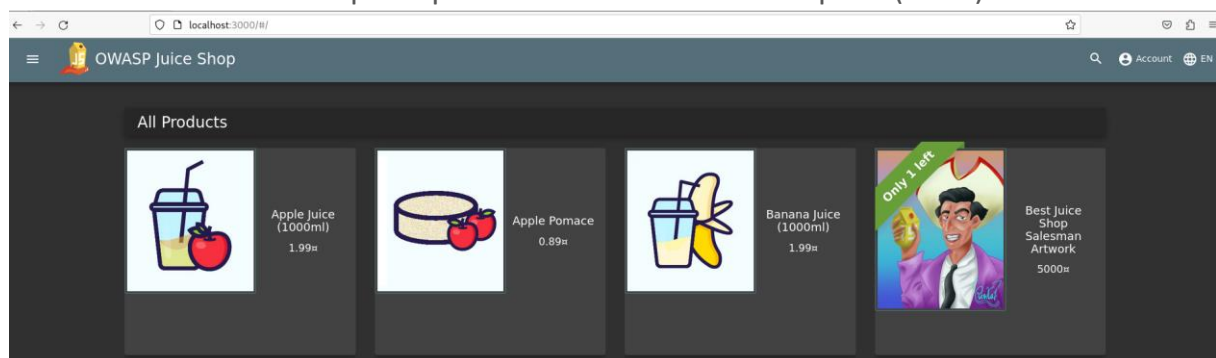 localhost:3000/#/
OWASP Juice Shop
Account
EN
All Products
Only 1 left
Apple Juice
(1000ml)
1.99¤
Apple Pomace
0.89¤
Banana Juice
(1000ml)
1.99¤
Best Juice
Shop
Salesman
Artwork
5000¤
JS